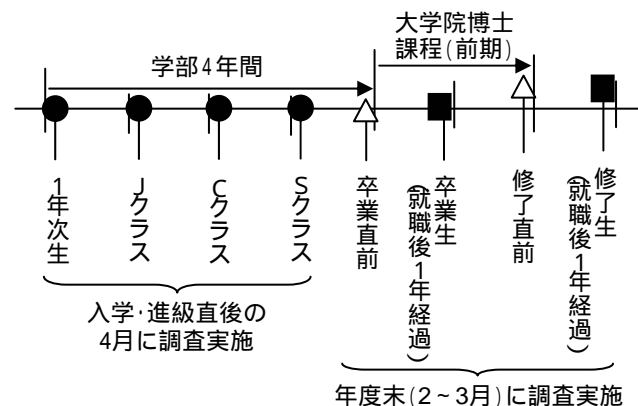 大学院博士
課程(前期)
学部4年間
1年次生
Jクラス
Cクラス
Sクラス
卒業直前
卒業生
(就職後1年経過)
修了直前
修了生
(就職後1年経過)
入学･進級直後の
4月に調査実施
年度末(2～3月)に調査実施